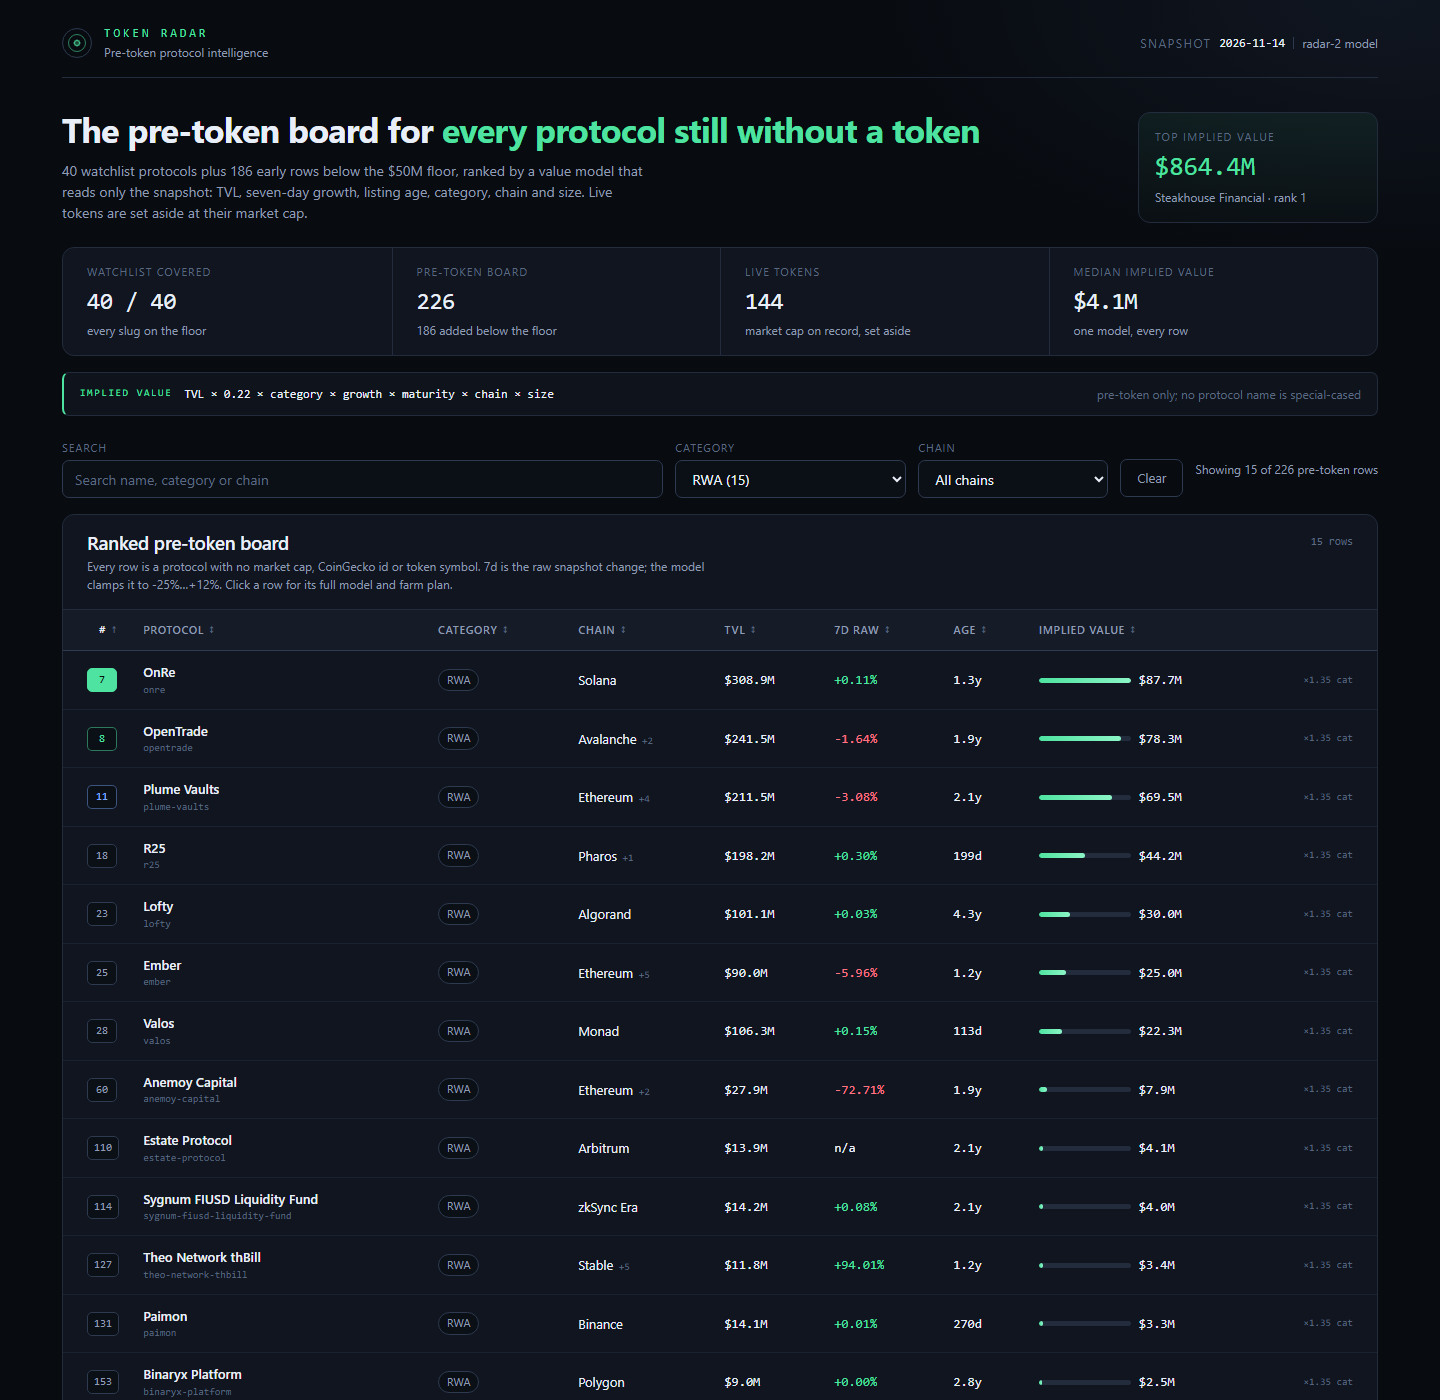 TOKEN RADAR
Pre-token protocol intelligence
SNAPSHOT 2026-11-14 | radar-2 model
The pre-token board for every protocol still without a token
40 watchlist protocols plus 186 early rows below the $50M floor, ranked by a value model that
reads only the snapshot: TVL, seven-day growth, listing age, category, chain and size. Live
tokens are set aside at their market cap.
TOP IMPLIED VALUE
$864.4M
Steakhouse Financial · rank 1
WATCHLIST COVERED
40 / 40
every slug on the floor
PRE-TOKEN BOARD
226
186 added below the floor
LIVE TOKENS
144
market cap on record, set aside
MEDIAN IMPLIED VALUE
$4.1M
one model, every row
IMPLIED VALUE TVL × 0.22 × category × growth × maturity × chain × size
pre-token only; no protocol name is special-cased
SEARCH
Search name, category or chain
CATEGORY
RWA (15)
CHAIN
All chains
Clear
Showing 15 of 226 pre-token rows
Ranked pre-token board
15 rows
Every row is a protocol with no market cap, CoinGecko id or token symbol. 7d is the raw snapshot change; the model
clamps it to -25%…+12%. Click a row for its full model and farm plan.
# ↑ PROTOCOL ↕ CATEGORY ↕ CHAIN ↕ TVL ↕ 7D RAW ↕ AGE ↕ IMPLIED VALUE ↕
7 OnRe RWA Solana $308.9M +0.11% 1.3y $87.7M ×1.35 cat
onre
8 OpenTrade RWA Avalanche +2 $241.5M -1.64% 1.9y $78.3M ×1.35 cat
opentrade
11 Plume Vaults RWA Ethereum +4 $211.5M -3.08% 2.1y $69.5M ×1.35 cat
plume-vaults
18 R25 RWA Pharos +1 $198.2M +0.30% 199d $44.2M ×1.35 cat
r25
23 Lofty RWA Algorand $101.1M +0.03% 4.3y $30.0M ×1.35 cat
lofty
25 Ember RWA Ethereum +5 $90.0M -5.96% 1.2y $25.0M ×1.35 cat
ember
28 Valos RWA Monad $106.3M +0.15% 113d $22.3M ×1.35 cat
valos
60 Anemoy Capital RWA Ethereum +2 $27.9M -72.71% 1.9y $7.9M ×1.35 cat
anemoy-capital
110 Estate Protocol RWA Arbitrum $13.9M n/a 2.1y $4.1M ×1.35 cat
estate-protocol
114 Sygnum FIUSD Liquidity Fund RWA zkSync Era $14.2M +0.08% 2.1y $4.0M ×1.35 cat
sygnum-fiusd-liquidity-fund
127 Theo Network thBill RWA Stable +5 $11.8M +94.01% 1.2y $3.4M ×1.35 cat
theo-network-thbill
131 Paimon RWA Binance $14.1M +0.01% 270d $3.3M ×1.35 cat
paimon
153 Binaryx Platform RWA Polygon $9.0M +0.00% 2.8y $2.5M ×1.35 cat
binaryx-platform